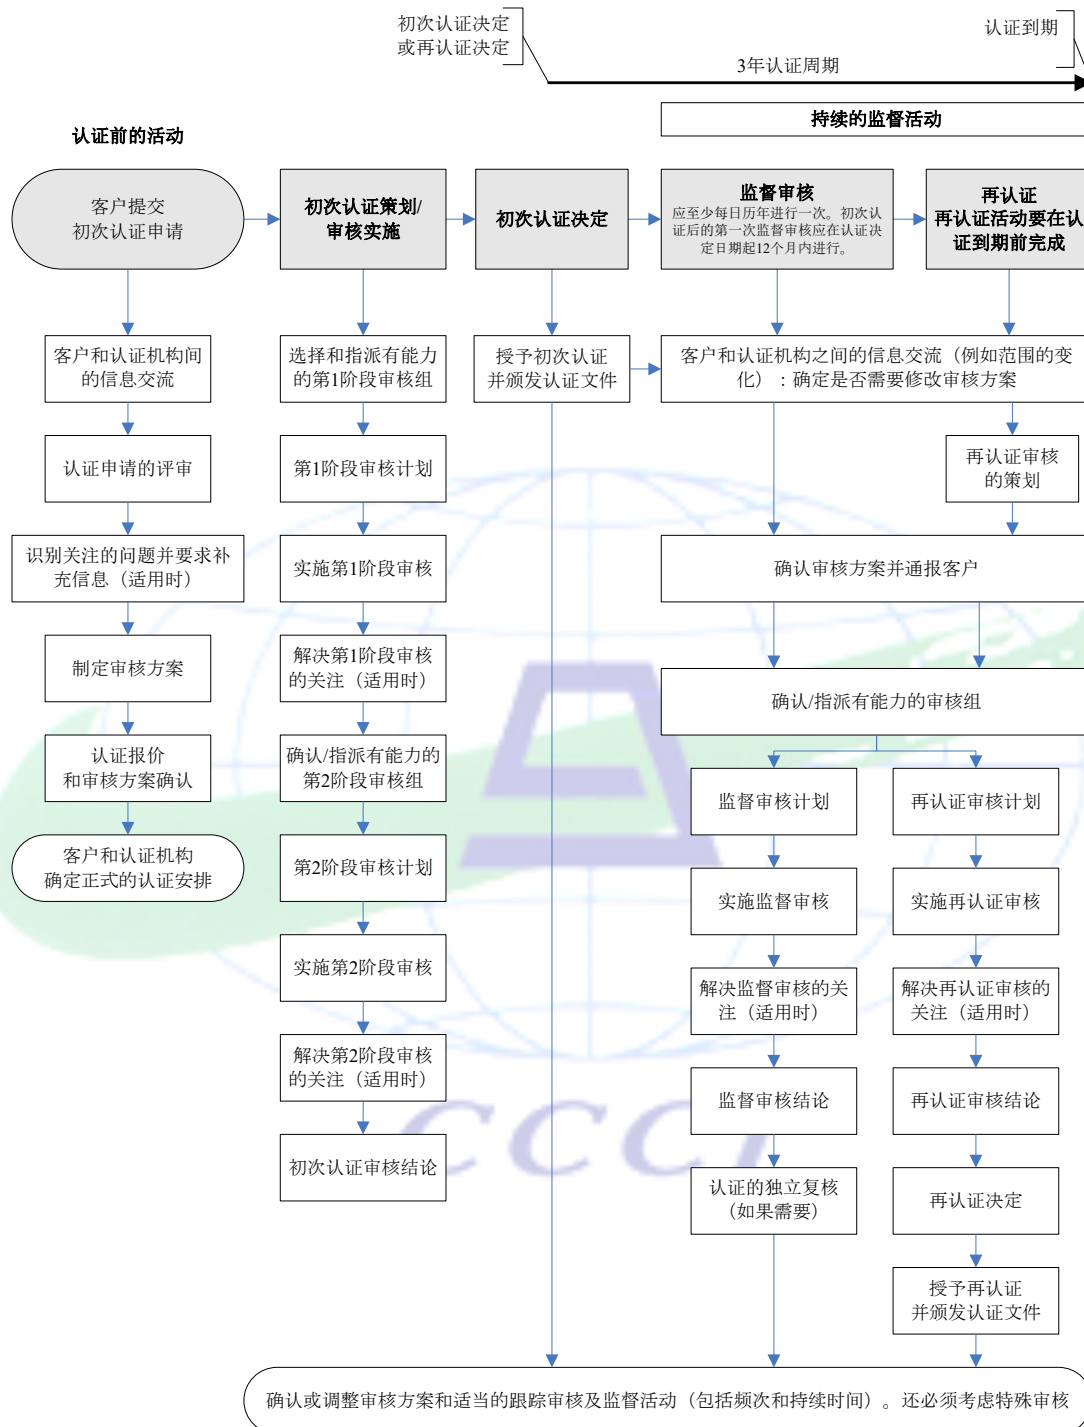 初次认证决定
或再认证决定
认证到期
3年认证周期
持续的监督活动
认证前的活动
客户提交
初次认证申请
初次认证策划/
审核实施
初次认证决定
监督审核
应至少每日历年进行一次。初次认
证后的第一次监督审核应在认证决
定日期起12个月内进行。
再认证
再认证活动要在认
证到期前完成
客户和认证机构间
的信息交流
选择和指派有能力
的第1阶段审核组
授予初次认证
并颁发认证文件
客户和认证机构之间的信息交流（例如范围的变
化）：确定是否需要修改审核方案
认证申请的评审
第1阶段审核计划
再认证审核
的策划
识别关注的问题并要求补
充信息（适用时）
实施第1阶段审核
确认审核方案并通报客户
制定审核方案
解决第1阶段审核
的关注（适用时）
确认/指派有能力的审核组
认证报价
和审核方案确认
确认/指派有能力的
第2阶段审核组
监督审核计划
再认证审核计划
客户和认证机构
确定正式的认证安排
第2阶段审核计划
实施监督审核
实施再认证审核
实施第2阶段审核
解决监督审核的关
注（适用时）
解决再认证审核的
关注（适用时）
解决第2阶段审核
的关注（适用时）
监督审核结论
再认证审核结论
CCCI
初次认证审核结论
认证的独立复核
（如果需要）
再认证决定
授予再认证
并颁发认证文件
确认或调整审核方案和适当的跟踪审核及监督活动（包括频次和持续时间）。还必须考虑特殊审核